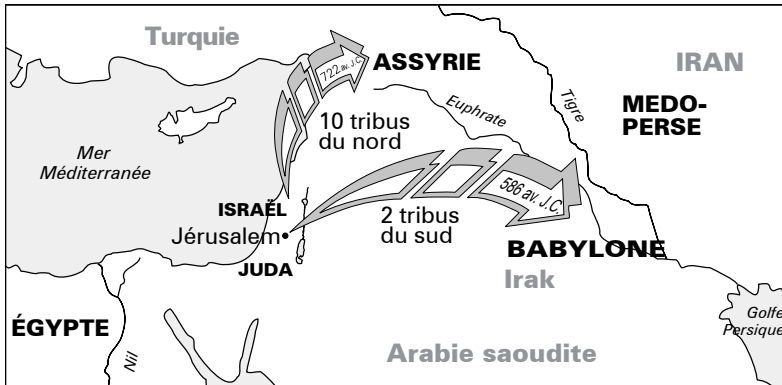 Turquie
722 av. J.C.
ASSYRIE
IRAN
Euphrate
Tigre
MEDO-
PERSE
10 tribus
du nord
Mer
Méditerranée
586 av. J.C.
ISRAËL
2 tribus
du sud
Jérusalem
BABYLONE
JUDA
Irak
ÉGYPTE
Nil
Golfe
Persique
Arabie saoudite